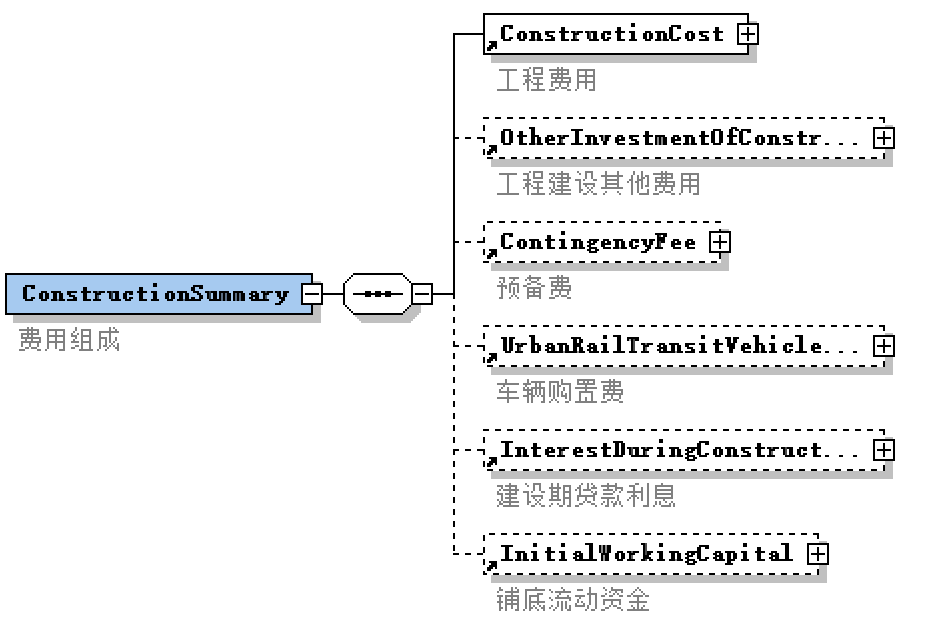 ConstructionCost
工程费用
OtherInvestmentOfConstr...
工程建设其他费用
ContingencyFee
预备费
ConstructionSummary
费用组成
UrbanRailTransitVehicle...
车辆购置费
InterestDuringConstruct...
建设期贷款利息
InitialWorkingCapital
铺底流动资金